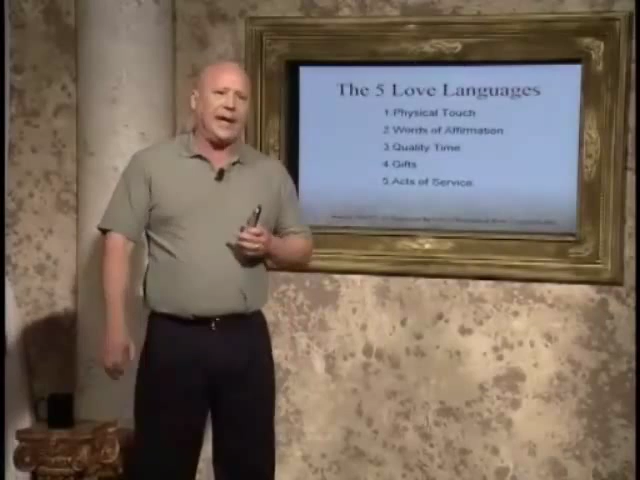 The 5 Love Languages
1 Physical Touch
2 Words of Affirmation
3 Quality Time
4 Gifts
5 Acts of Service